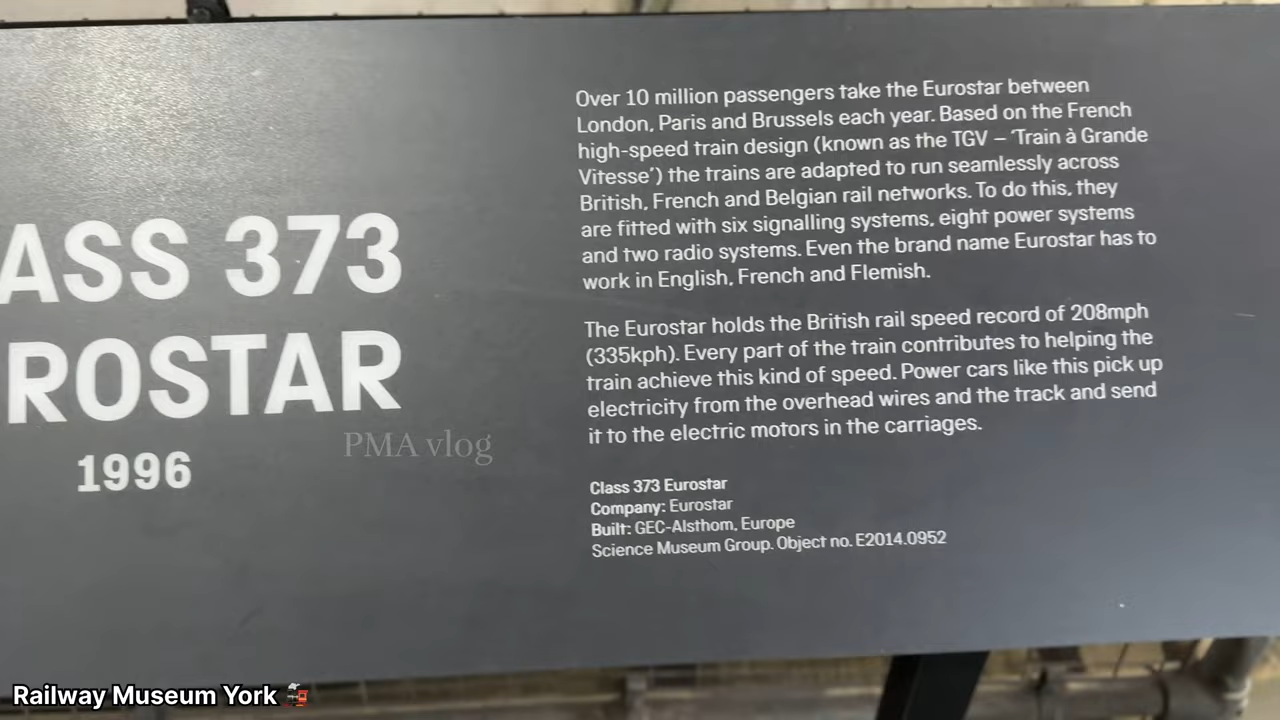 ASS 373
ROSTAR
1996
Over 10 million passengers take the Eurostar between
London, Paris and Brussels each year. Based on the French
high-speed train design (known as the TGV – ‘Train à Grande
Vitesse’) the trains are adapted to run seamlessly across
British, French and Belgian rail networks. To do this, they
are fitted with six signalling systems, eight power systems
and two radio systems. Even the brand name Eurostar has to
work in English, French and Flemish.
The Eurostar holds the British rail speed record of 208mph
(335kph). Every part of the train contributes to helping the
train achieve this kind of speed. Power cars like this pick up
electricity from the overhead wires and the track and send
it to the electric motors in the carriages.
Class 373 Eurostar
Company: Eurostar
Built: GEC-Alsthom, Europe
Science Museum Group. Object no. E2014.0952
PMA vlog
Railway Museum York 🚂